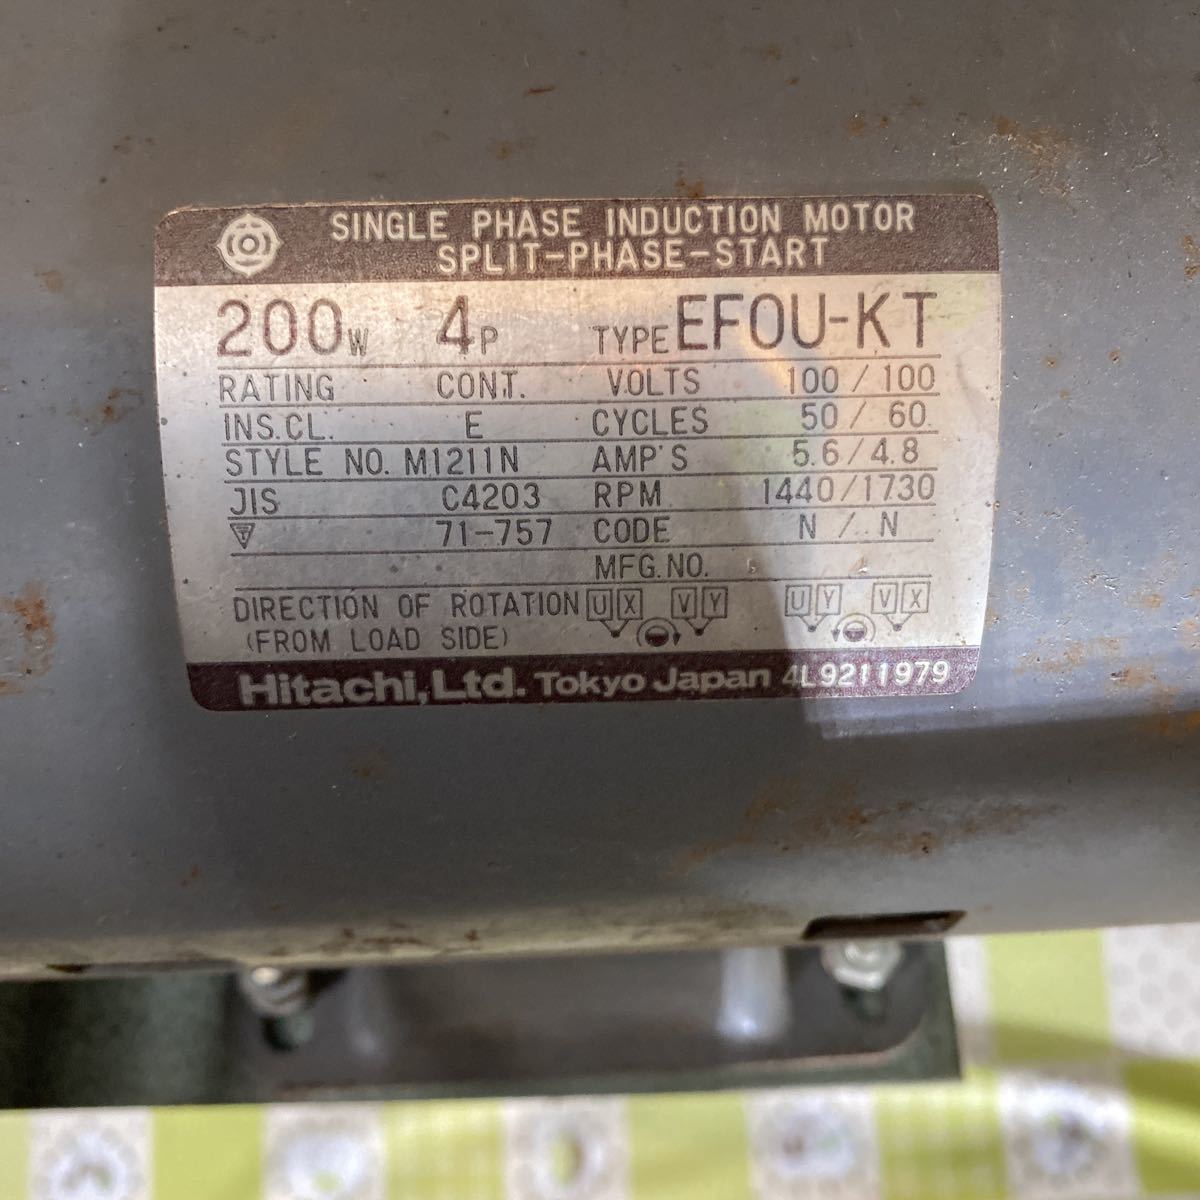 SINGLE PHASE INDUCTION MOTOR
SPLIT-PHASE-START
200W 4P TYPE EFOU-KT
RATING CONT. VOLTS 100/100
INS.CL. E CYCLES 50/60
STYLE NO. M1211N AMP'S 5.6/4.8
JIS C4203 RPM 1440/1730
71-757 CODE N/N
MFG.NO.
DIRECTION OF ROTATION U X V Y U Y V X
(FROM LOAD SIDE)
Hitachi, Ltd. Tokyo Japan 4L9211979